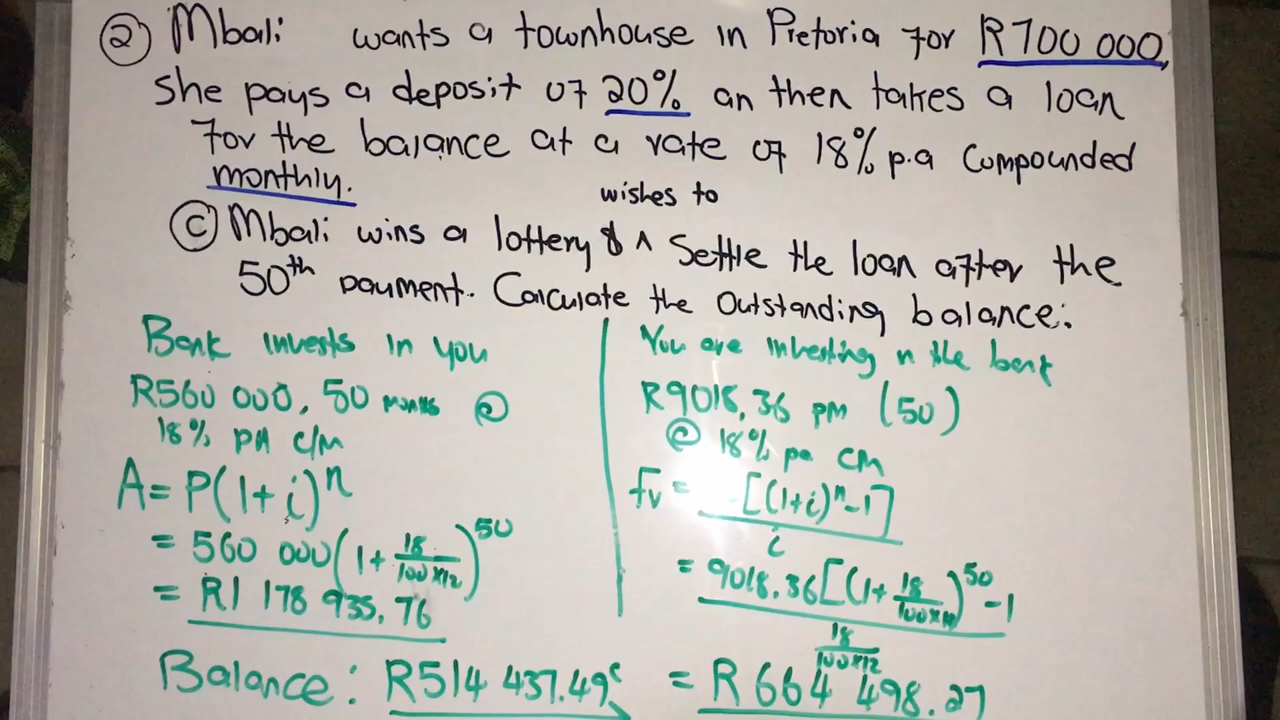 ② Mbali wants a townhouse in Pretoria for R700 000,
She pays a deposit of 20% an then takes a loan
for the balance at a rate of 18% p.a Compounded
monthly.
wishes to
Ⓒ Mbali wins a lottery & ^ Settle the loan after the
50th payment. Calculate the Outstanding balance:
Bank invests in you
R560 000, 50 months @
18% PA C/M
A = P(1+i)^n
= 560 000(1+18/100×12)^50
= R1 178 935,76
You are investing n the bank
R9018,36 pm (50)
@ 18% pa CM
Fv = [(1+i)^n-1]/i
= 9018.36[(1+18/100×12)^50-1
18/100×12
Balance: R514 437.49c = R664 498.27